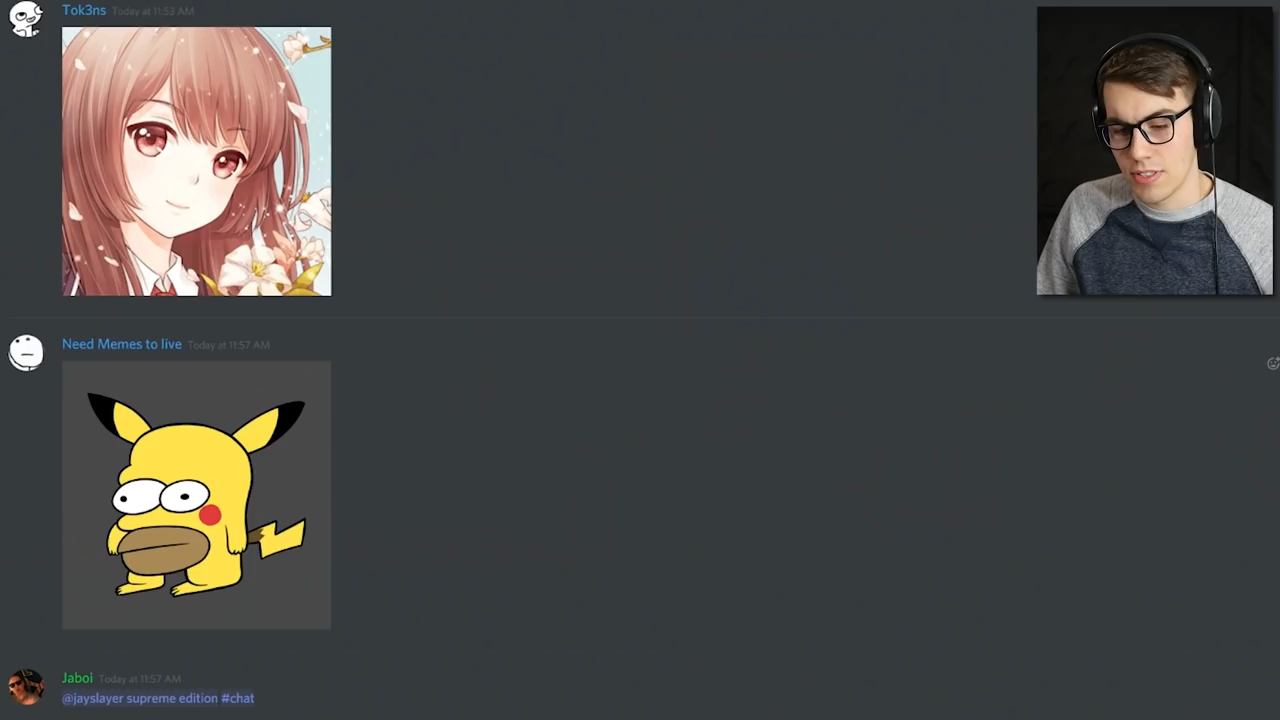 Tok3ns Today at 11:53 AM
Need Memes to live Today at 11:57 AM
Jaboi Today at 11:57 AM
@jayslayer supreme edition #chat